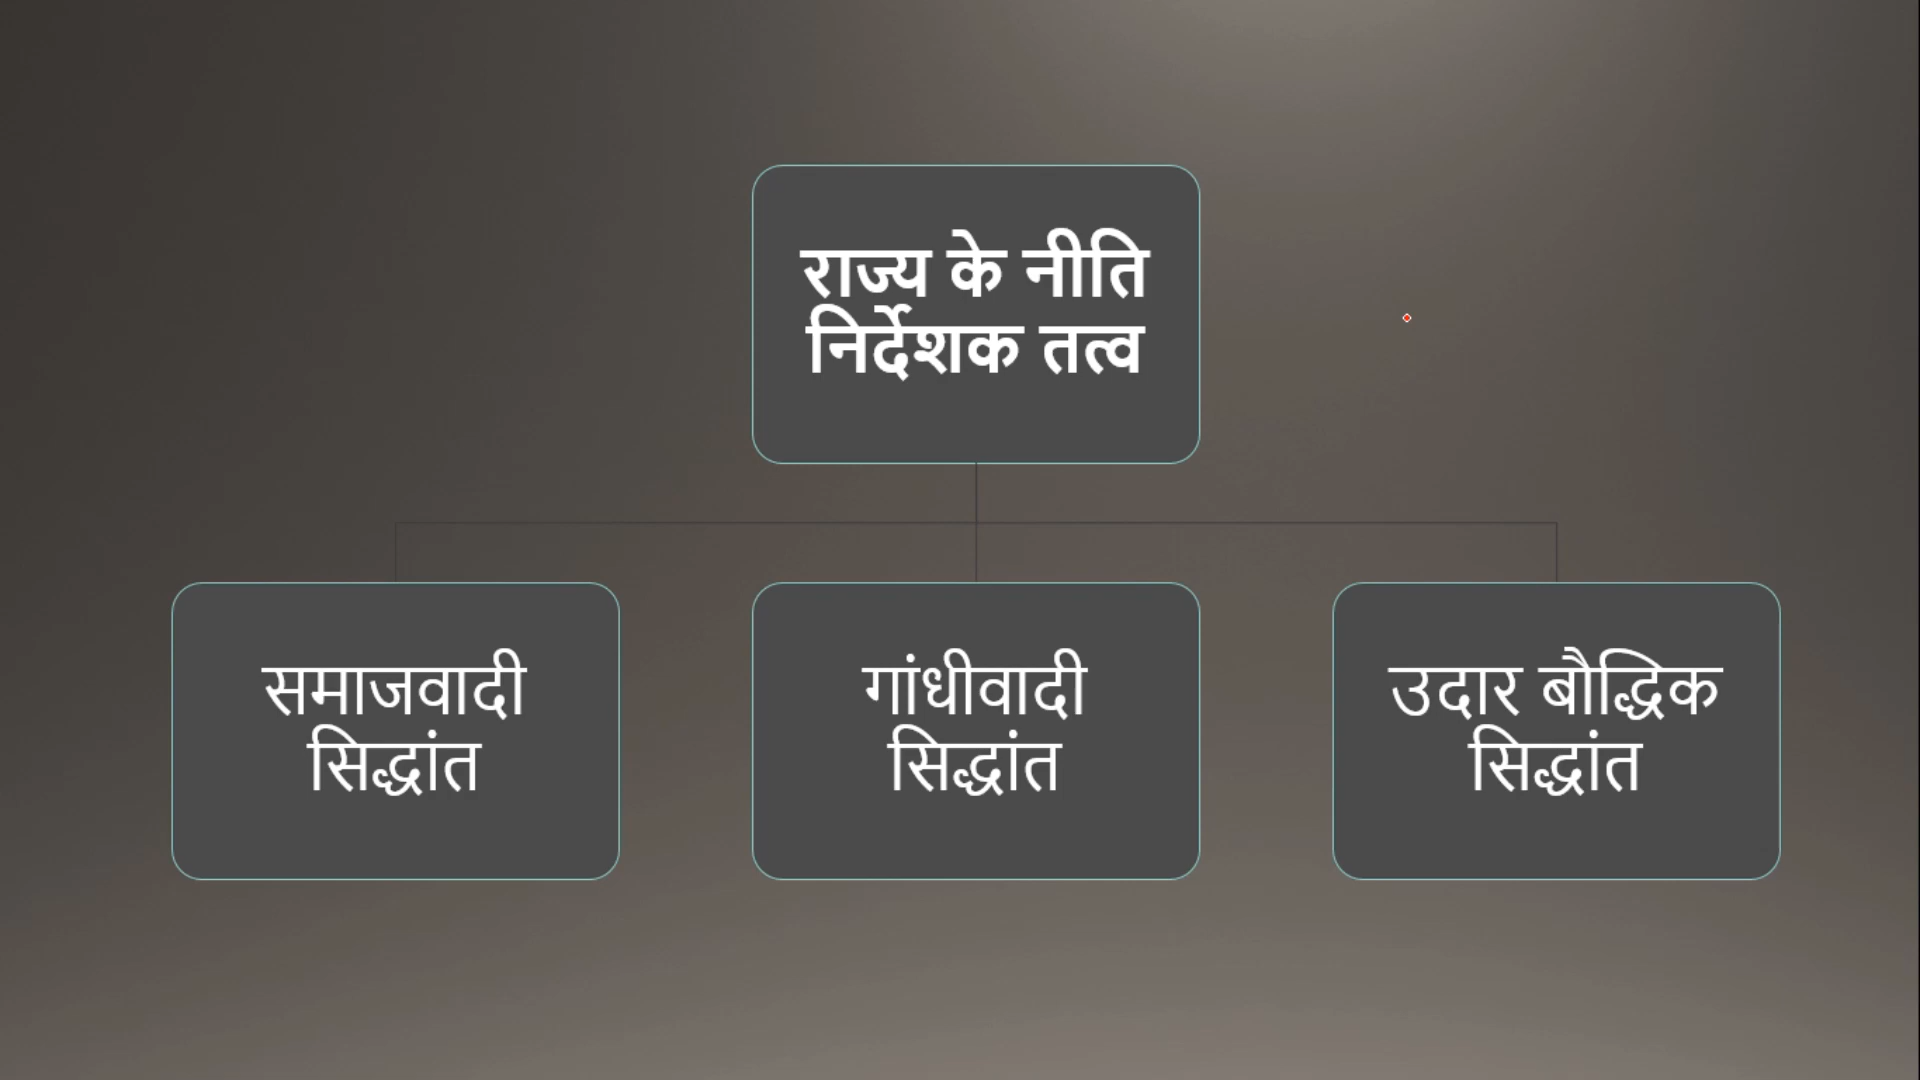 राज्य के नीति
निर्देशक तत्व
समाजवादी
सिद्धांत
गांधीवादी
सिद्धांत
उदार बौद्धिक
सिद्धांत